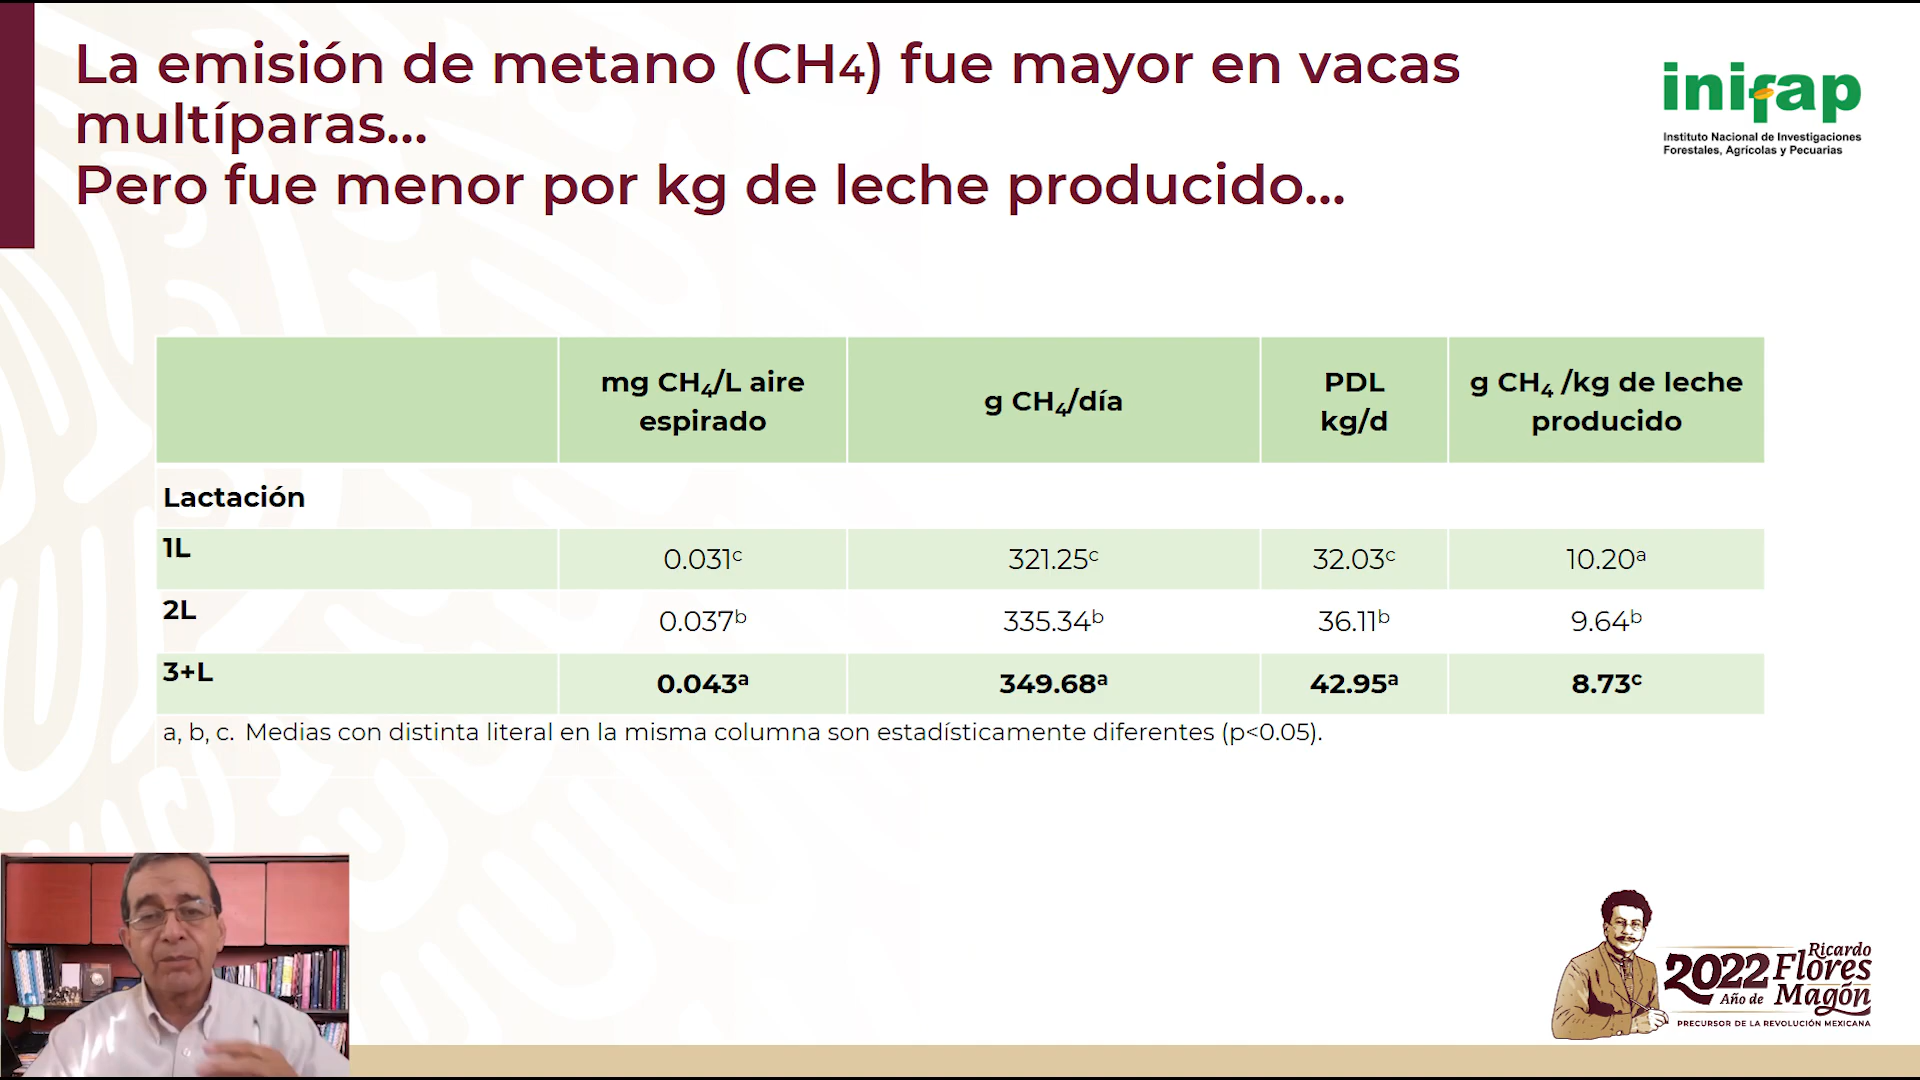 La emisión de metano (CH4) fue mayor en vacas
multíparas...
Pero fue menor por kg de leche producido...
inifap
Instituto Nacional de Investigaciones
Forestales, Agrícolas y Pecuarias
mg CH4/L aire espirado | g CH4/día | PDL kg/d | g CH4 /kg de leche producido
Lactación
1L 0.031c 321.25c 32.03c 10.20a
2L 0.037b 335.34b 36.11b 9.64b
3+L 0.043a 349.68a 42.95a 8.73c
a, b, c. Medias con distinta literal en la misma columna son estadísticamente diferentes (p<0.05).
2022 Ricardo
Flores
Año de Magón
PRECURSOR DE LA REVOLUCIÓN MEXICANA